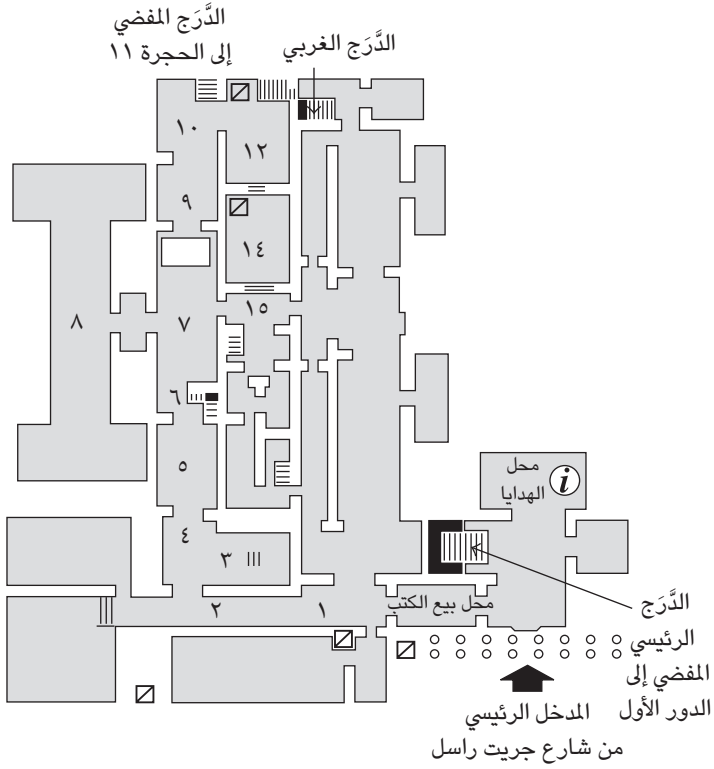 الدَّرَج المفضي
إلى الحجرة ١١
الدَّرَج الغربي
١٠
١٢
٩
١٤
١٥
٨
٧
٦
٥
محل
الهدايا
i
٤
٣
٢
١
محل بيع الكتب
الدَّرَج
الرئيسي
المفضي إلى
الدور الأول
المدخل الرئيسي
من شارع جريت راسل